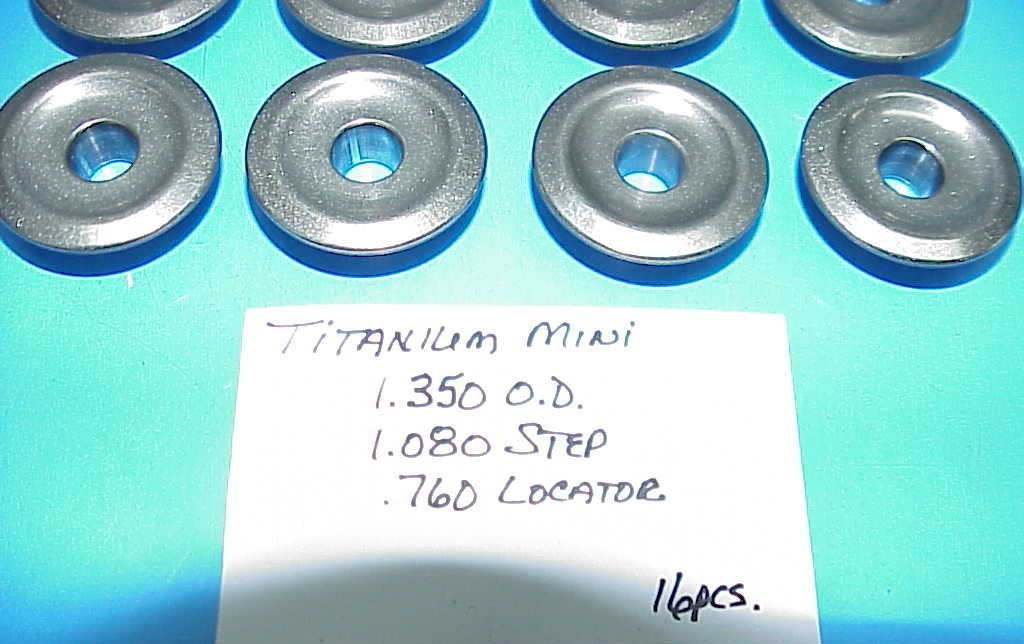 TiTANIUM MINi
1.350 O.D.
1.080 STEP
.760 LOCATOR
16pcs.